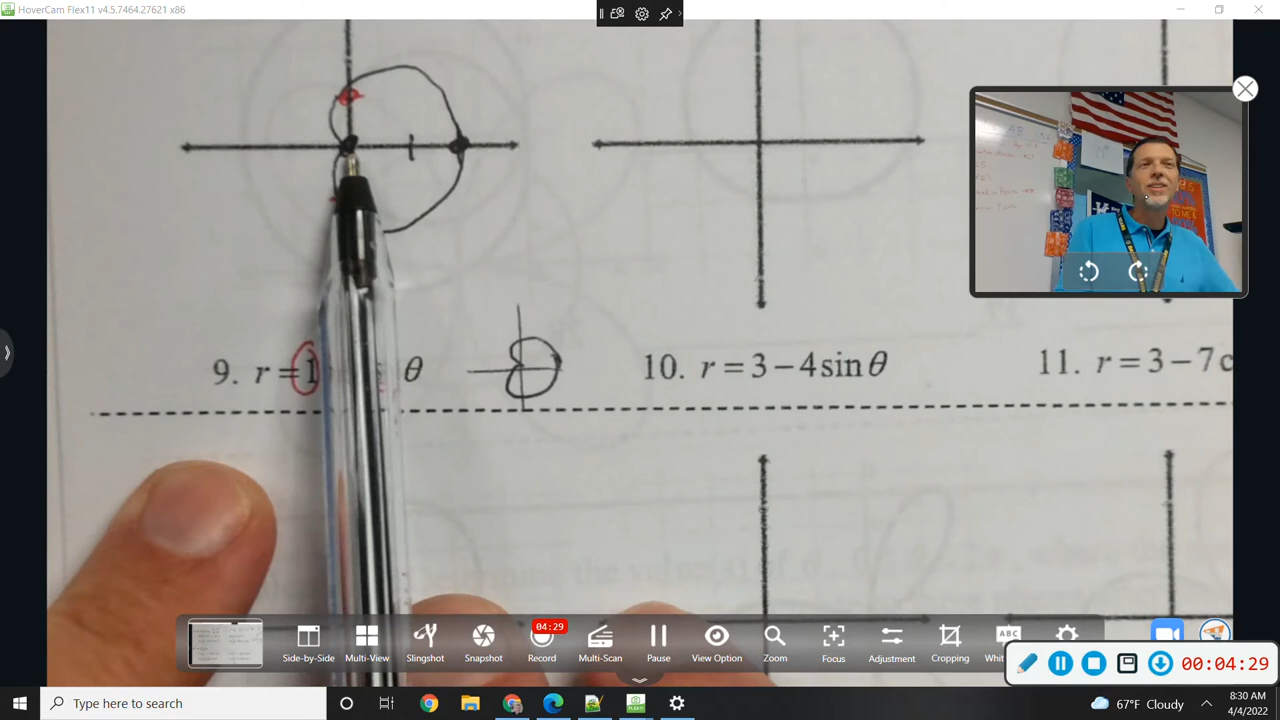 HoverCam Flex11 v4.5.7464.27621 x86
9. r = 1 θ
10. r = 3 − 4 sin θ
11. r = 3 − 7 c
04:29
Side-by-Side
Multi-View
Slingshot
Snapshot
Record
Multi-Scan
Pause
View Option
Zoom
Focus
Adjustment
Cropping
ABC
Whit
00:04:29
Type here to search
67°F Cloudy
8:30 AM
4/4/2022